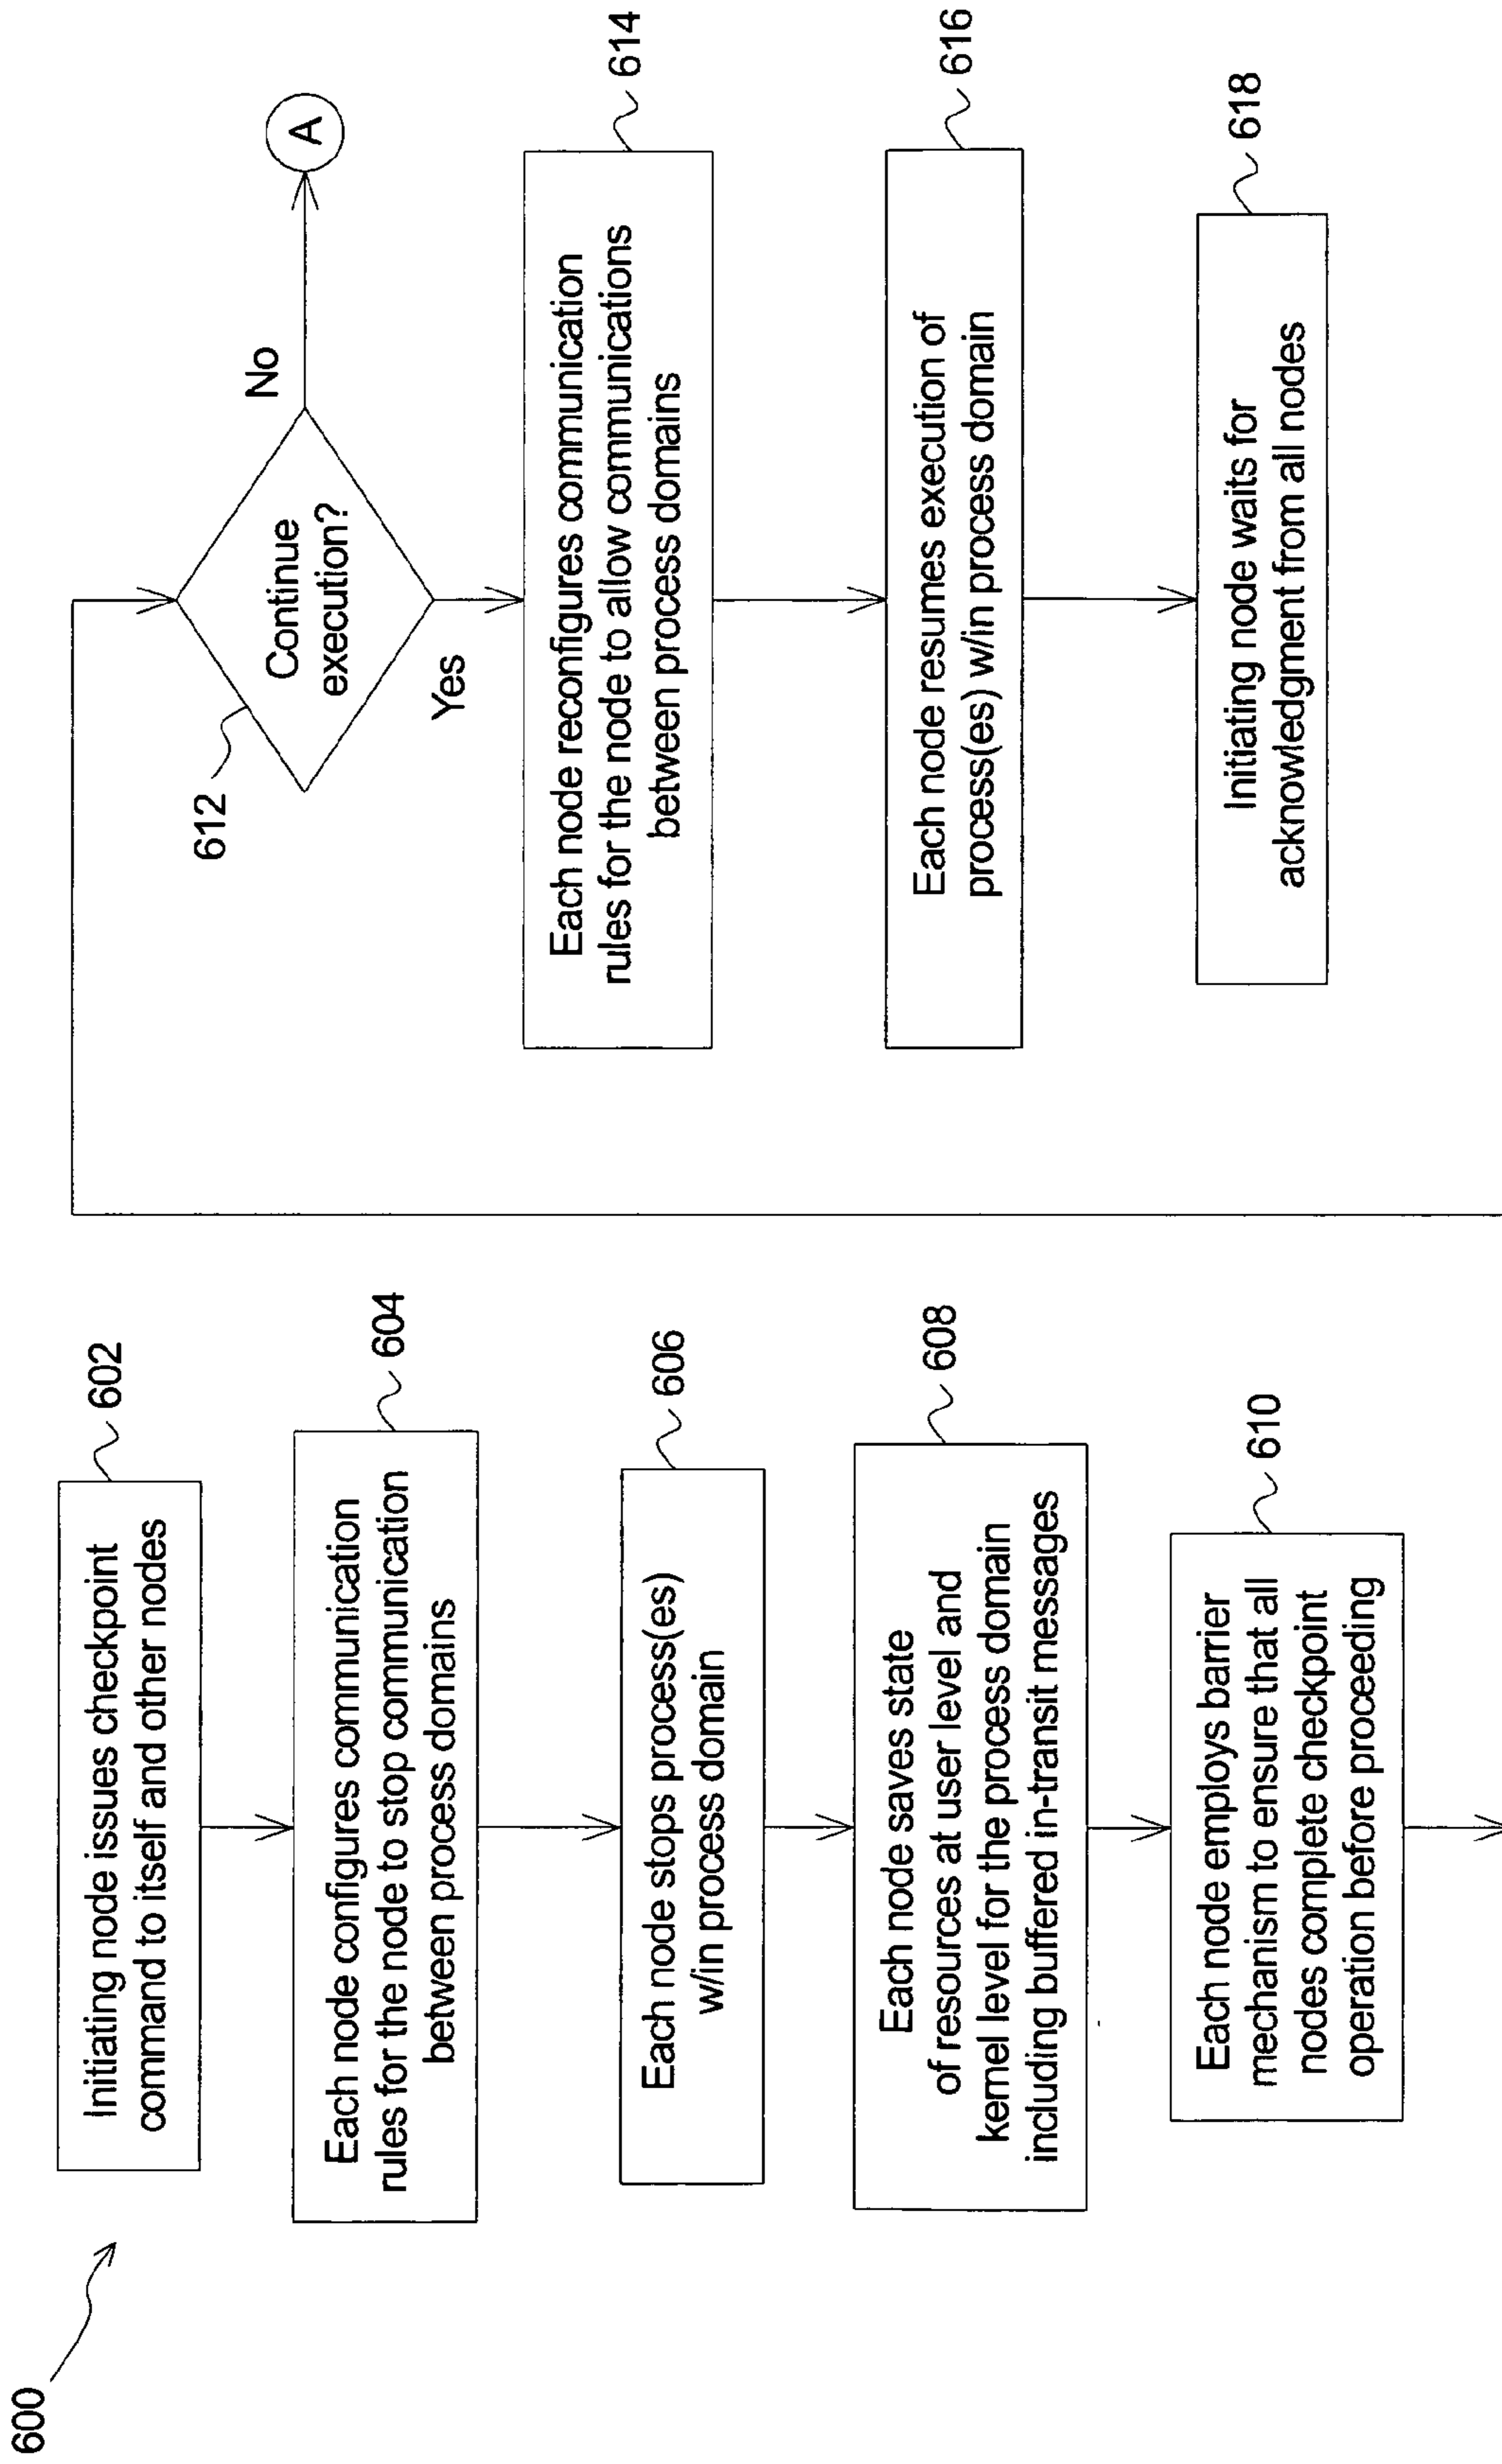 600
Initiating node issues checkpoint
command to itself and other nodes
602
Each node configures communication
rules for the node to stop communication
between process domains
604
Each node stops process(es)
w/in process domain
606
Each node saves state
of resources at user level and
kernel level for the process domain
including buffered in-transit messages
608
Each node employs barrier
mechanism to ensure that all
nodes complete checkpoint
operation before proceeding
610
612
Continue
execution?
No
A
Yes
Each node reconfigures communication
rules for the node to allow communications
between process domains
614
Each node resumes execution of
process(es) w/in process domain
616
Initiating node waits for
acknowledgment from all nodes
618